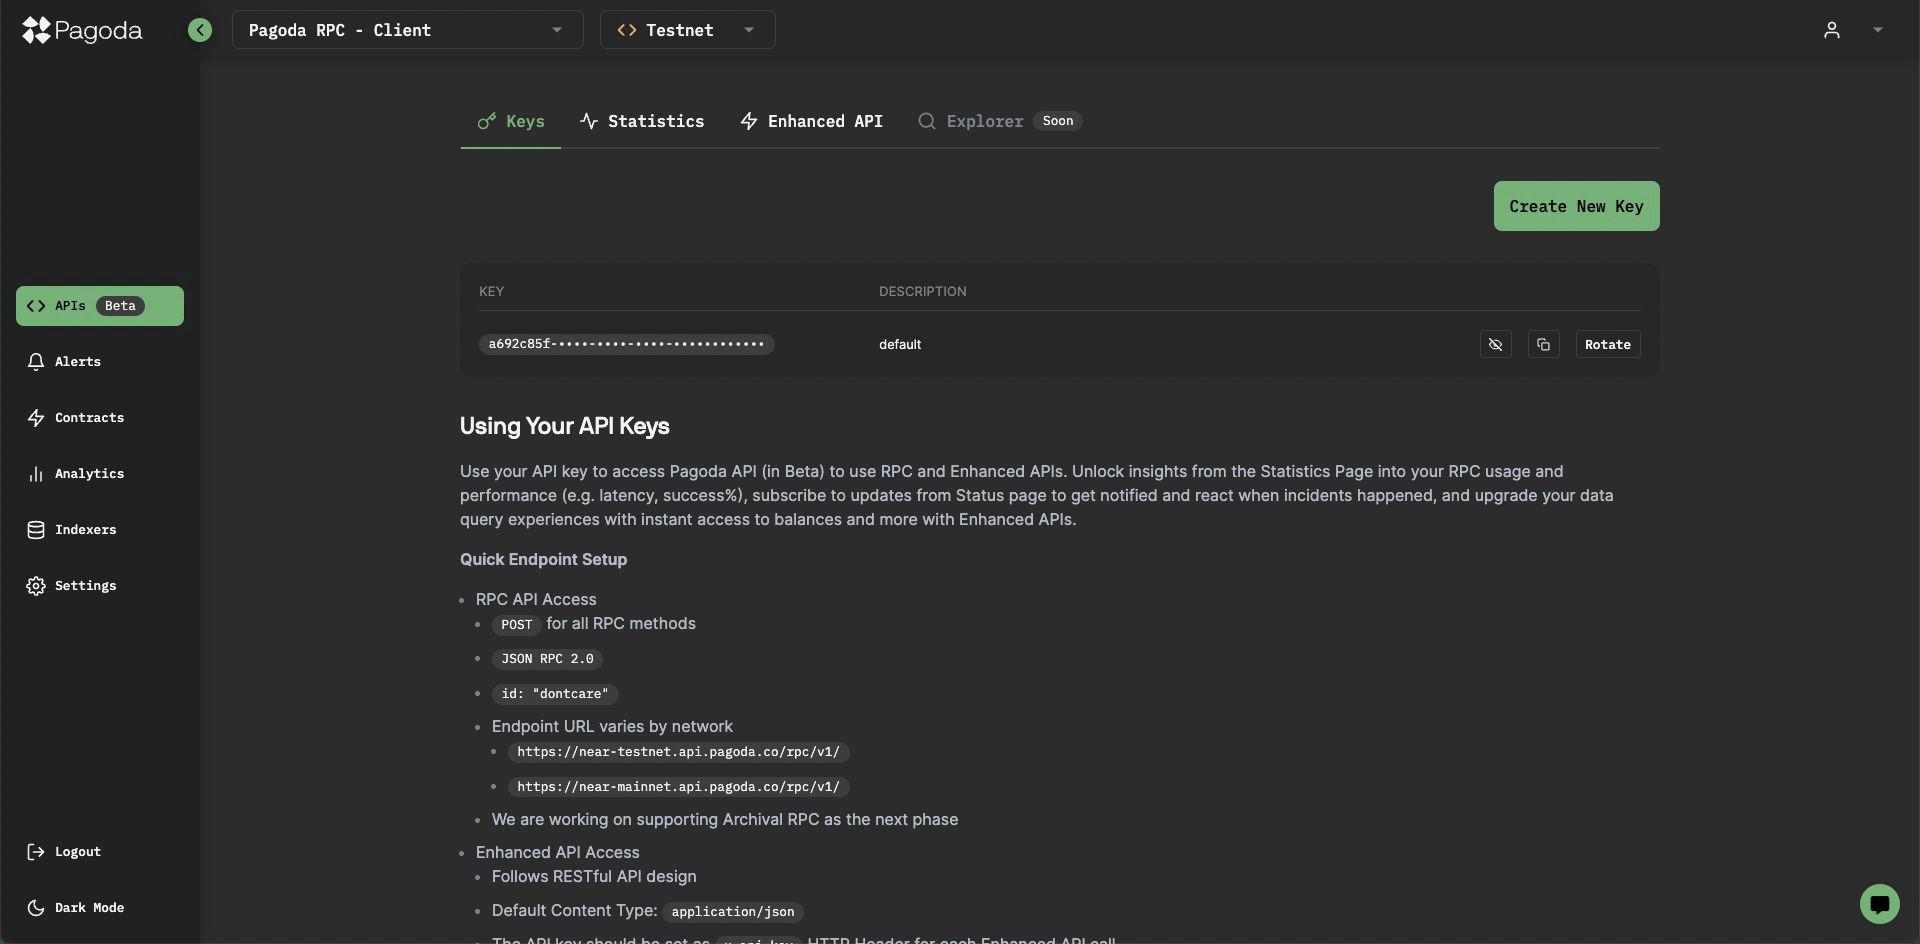 Pagoda
Pagoda RPC - Client
Testnet
Keys
Statistics
Enhanced API
Explorer
Soon
Create New Key
APIs
Beta
Alerts
Contracts
Analytics
Indexers
Settings
Logout
Dark Mode
KEY
DESCRIPTION
a692c85f-••••-••••-••••-••••••••••••
default
Rotate
Using Your API Keys
Use your API key to access Pagoda API (in Beta) to use RPC and Enhanced APIs. Unlock insights from the Statistics Page into your RPC usage and
performance (e.g. latency, success%), subscribe to updates from Status page to get notified and react when incidents happened, and upgrade your data
query experiences with instant access to balances and more with Enhanced APIs.
Quick Endpoint Setup
• RPC API Access
• POST for all RPC methods
• JSON RPC 2.0
• id: "dontcare"
• Endpoint URL varies by network
• https://near-testnet.api.pagoda.co/rpc/v1/
• https://near-mainnet.api.pagoda.co/rpc/v1/
• We are working on supporting Archival RPC as the next phase
• Enhanced API Access
• Follows RESTful API design
• Default Content Type: application/json
• The API key should be set as x-api-key HTTP Header for each Enhanced API call